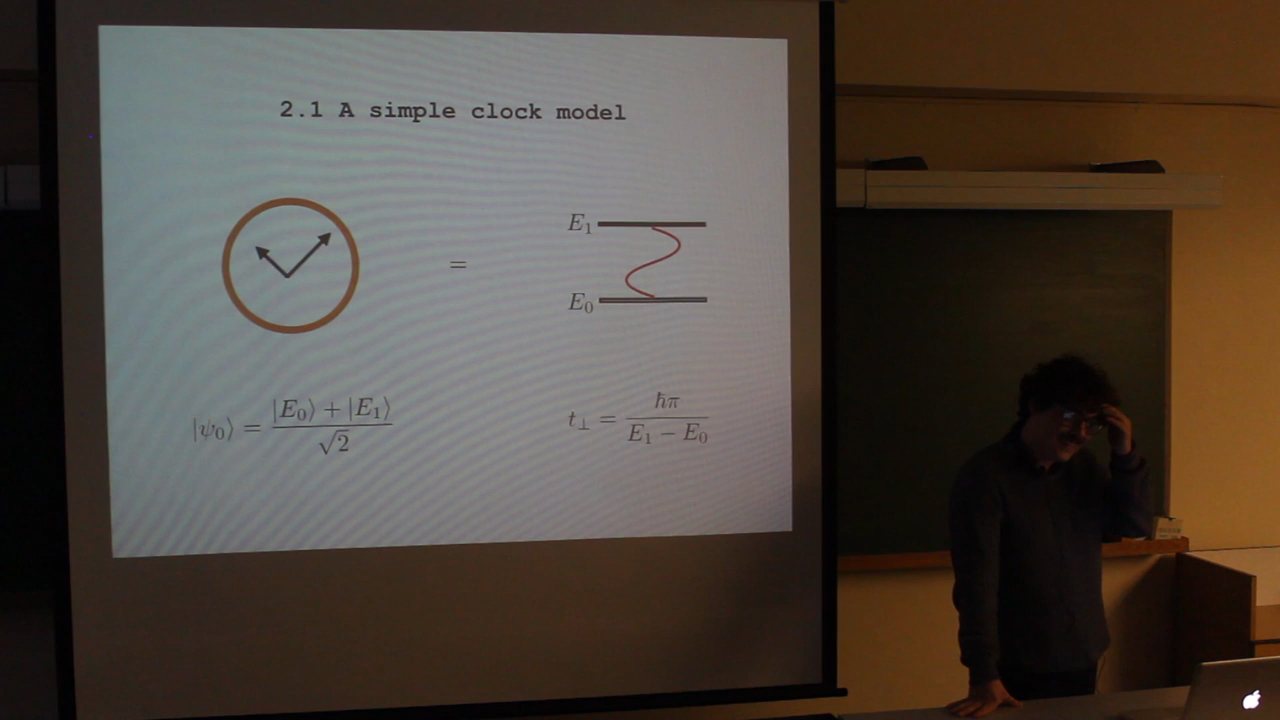 2.1 A simple clock model
E₁
=
E₀
|ψ₀⟩ = (|E₀⟩ + |E₁⟩) / √2
t⊥ = ħπ / (E₁ − E₀)